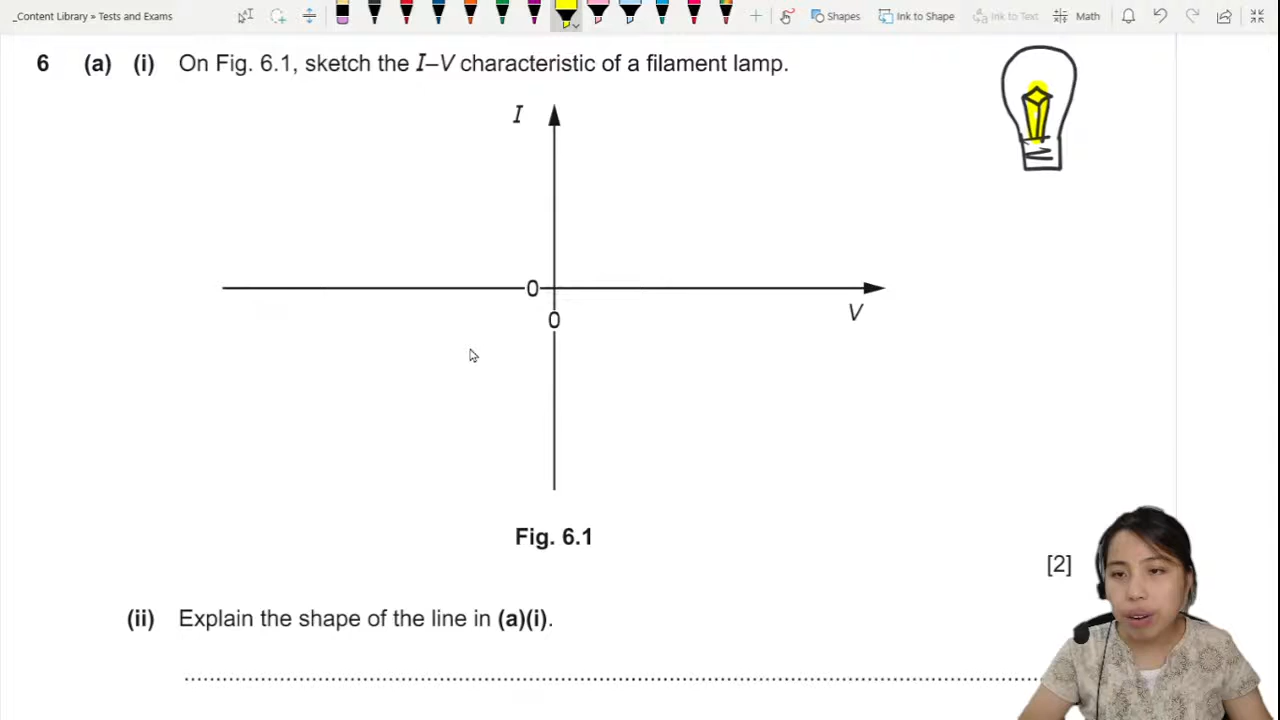 _Content Library » Tests and Exams
Shapes
Ink to Shape
Ink to Text
Math
6 (a) (i) On Fig. 6.1, sketch the I–V characteristic of a filament lamp.
I
0
0
V
Fig. 6.1
[2]
(ii) Explain the shape of the line in (a)(i).